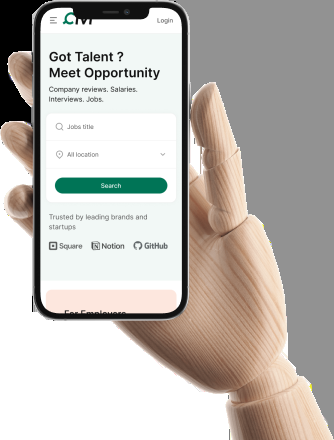 Login
Got Talent ?
Meet Opportunity
Company reviews. Salaries.
Interviews. Jobs.
Jobs title
All location
Search
Trusted by leading brands and
startups
Square Notion GitHub
For Employers